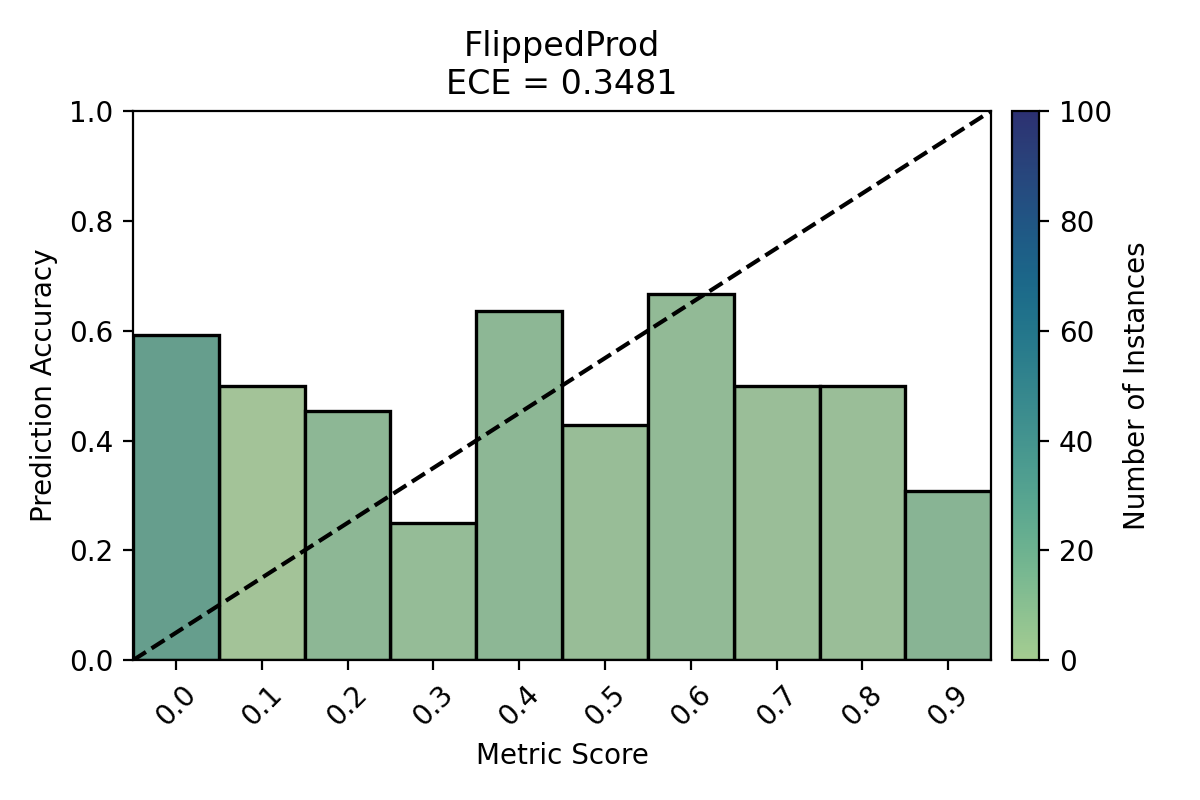 FlippedProd
ECE = 0.3481
1.0
0.8
0.6
0.4
0.2
0.0
Prediction Accuracy
0.0 0.1 0.2 0.3 0.4 0.5 0.6 0.7 0.8 0.9
Metric Score
100
80
60
40
20
0
Number of Instances